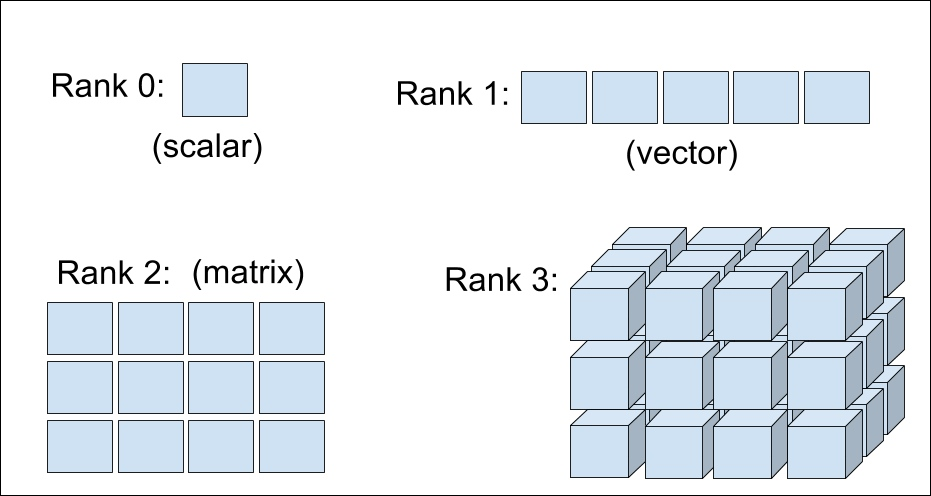 Rank 0:
(scalar)
Rank 1:
(vector)
Rank 2: (matrix)
Rank 3: